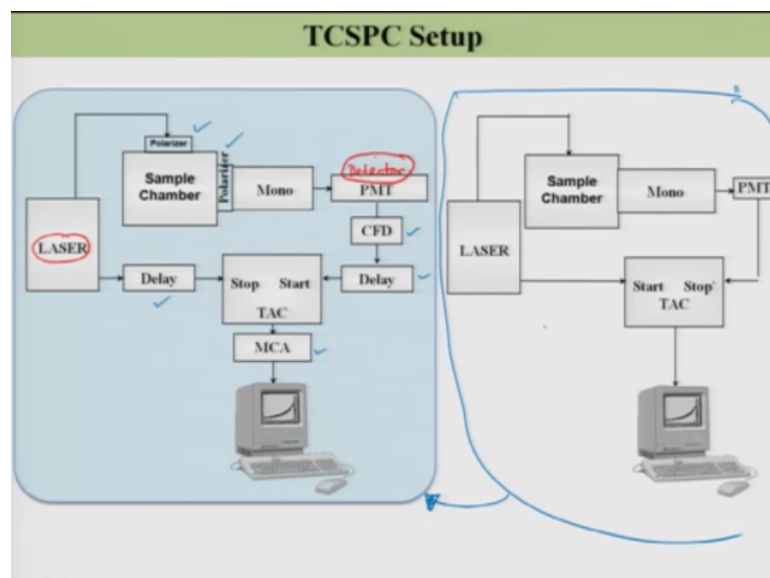 TCSPC Setup
Polarizer
Sample
Chamber
Polarizer
Mono
Detector
PMT
LASER
CFD
Delay
Stop Start
TAC
Delay
MCA
Sample
Chamber
Mono
PMT
LASER
Start Stop
TAC